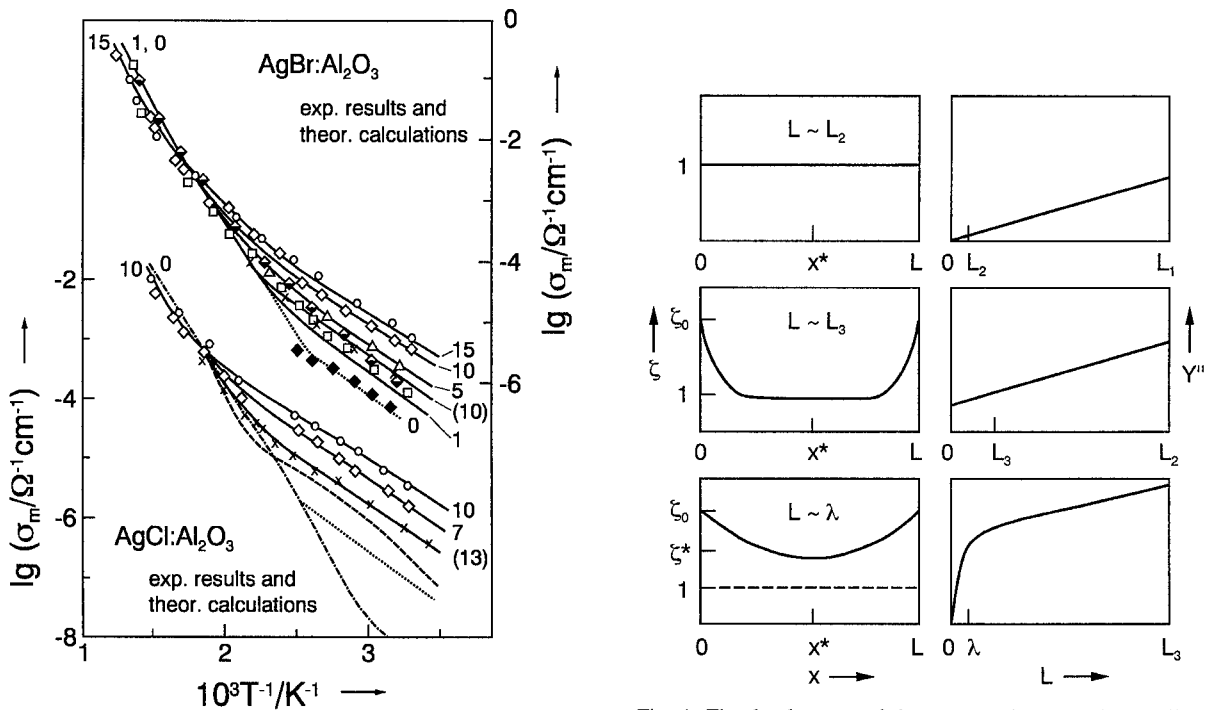 15
1, 0
AgBr:Al₂O₃
exp. results and
theor. calculations
0
-2
-4
-6
lg (σₘ/Ω⁻¹cm⁻¹)
15
10
5
(10)
1
0
10
0
-2
-4
-6
-8
lg (σₘ/Ω⁻¹cm⁻¹)
AgCl:Al₂O₃
exp. results and
theor. calculations
10
7
(13)
1
2
3
10³T⁻¹/K⁻¹
L ~ L₂
1
0
x*
L
0
L₂
L₁
ζ
ζ₀
1
L ~ L₃
0
x*
L
0
L₃
L₂
Y"
ζ₀
ζ*
1
L ~ λ
0
x*
L
x
0
λ
L₃
L